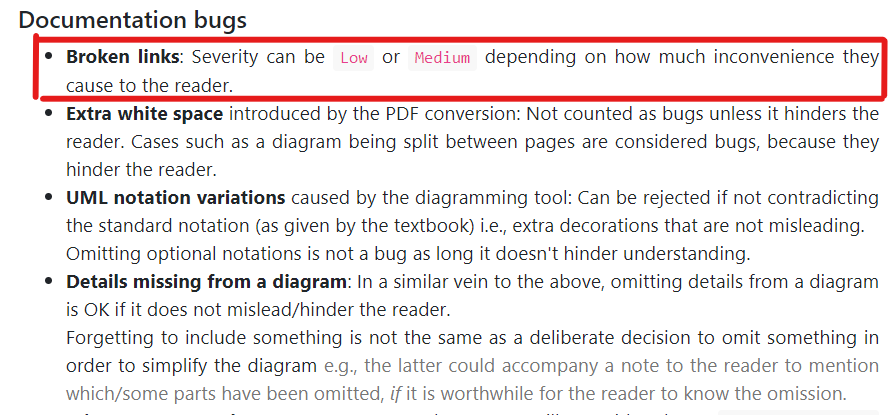 Documentation bugs
• Broken links: Severity can be Low or Medium depending on how much inconvenience they
cause to the reader.
• Extra white space introduced by the PDF conversion: Not counted as bugs unless it hinders the
reader. Cases such as a diagram being split between pages are considered bugs, because they
hinder the reader.
• UML notation variations caused by the diagramming tool: Can be rejected if not contradicting
the standard notation (as given by the textbook) i.e., extra decorations that are not misleading.
Omitting optional notations is not a bug as long it doesn't hinder understanding.
• Details missing from a diagram: In a similar vein to the above, omitting details from a diagram
is OK if it does not mislead/hinder the reader.
Forgetting to include something is not the same as a deliberate decision to omit something in
order to simplify the diagram e.g., the latter could accompany a note to the reader to mention
which/some parts have been omitted, if it is worthwhile for the reader to know the omission.